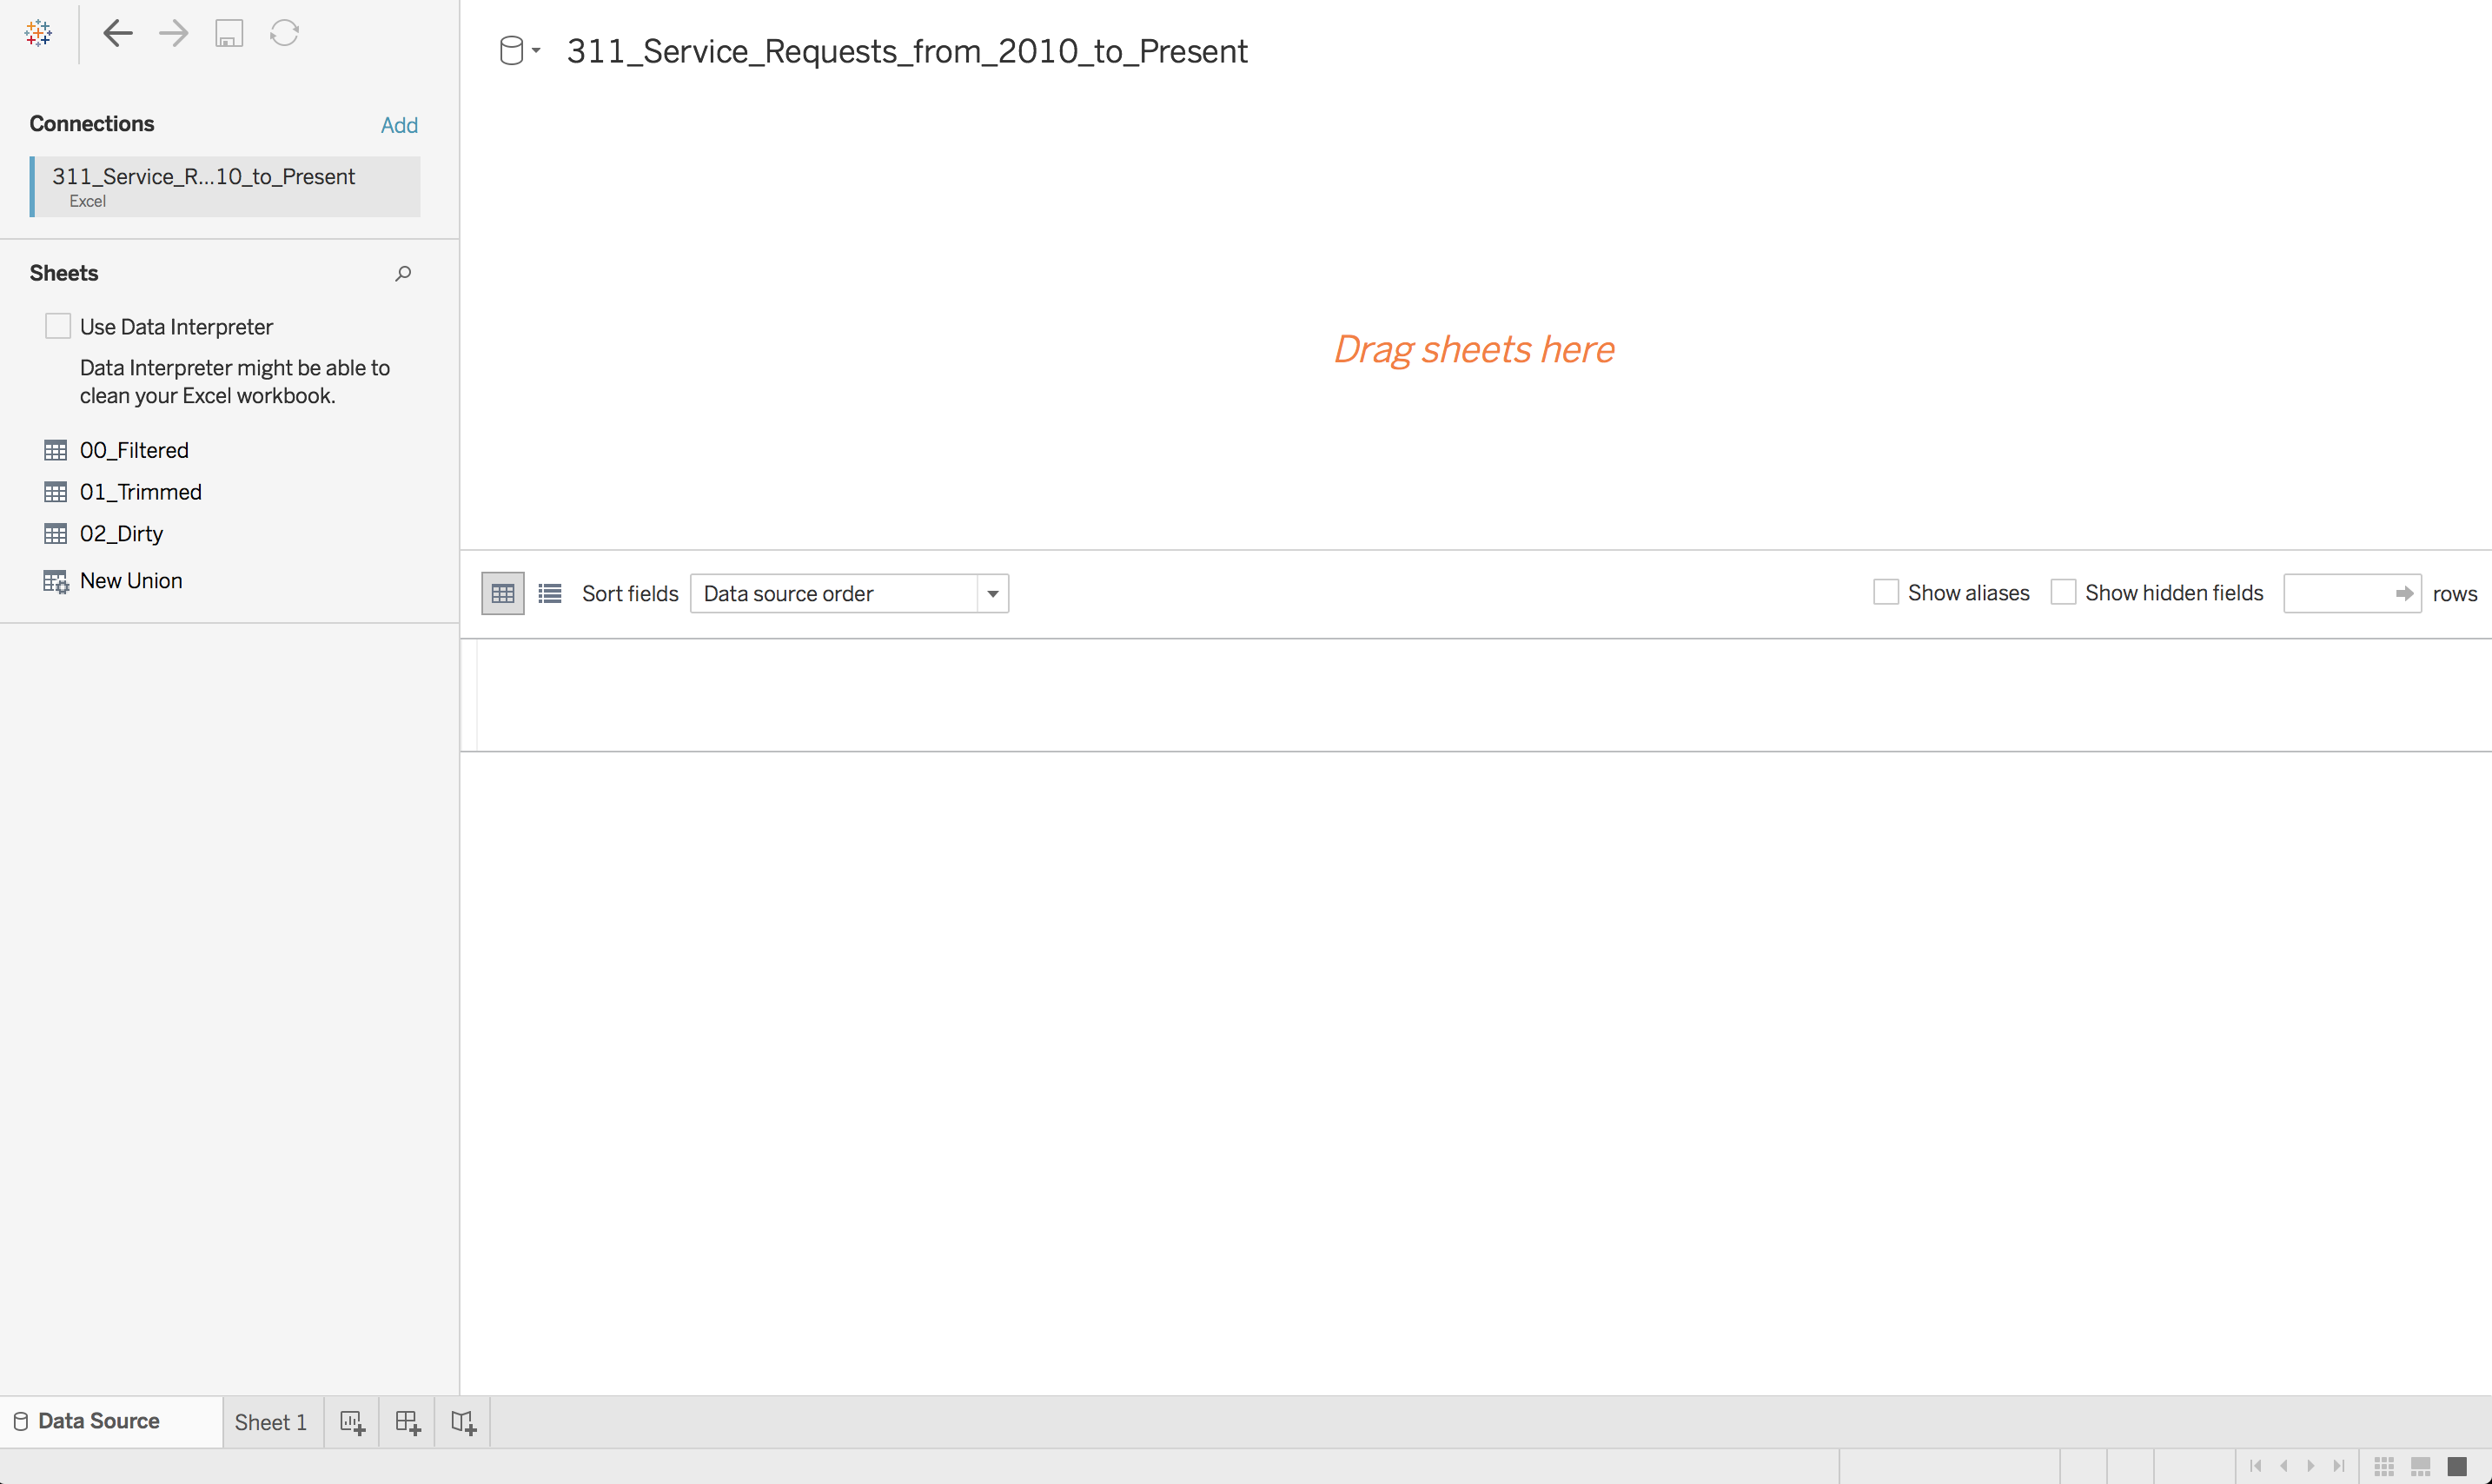 311_Service_Requests_from_2010_to_Present
Connections
Add
311_Service_R...10_to_Present
Excel
Sheets
Use Data Interpreter
Data Interpreter might be able to
clean your Excel workbook.
00_Filtered
01_Trimmed
02_Dirty
New Union
Drag sheets here
Sort fields
Data source order
Show aliases
Show hidden fields
rows
Data Source
Sheet 1